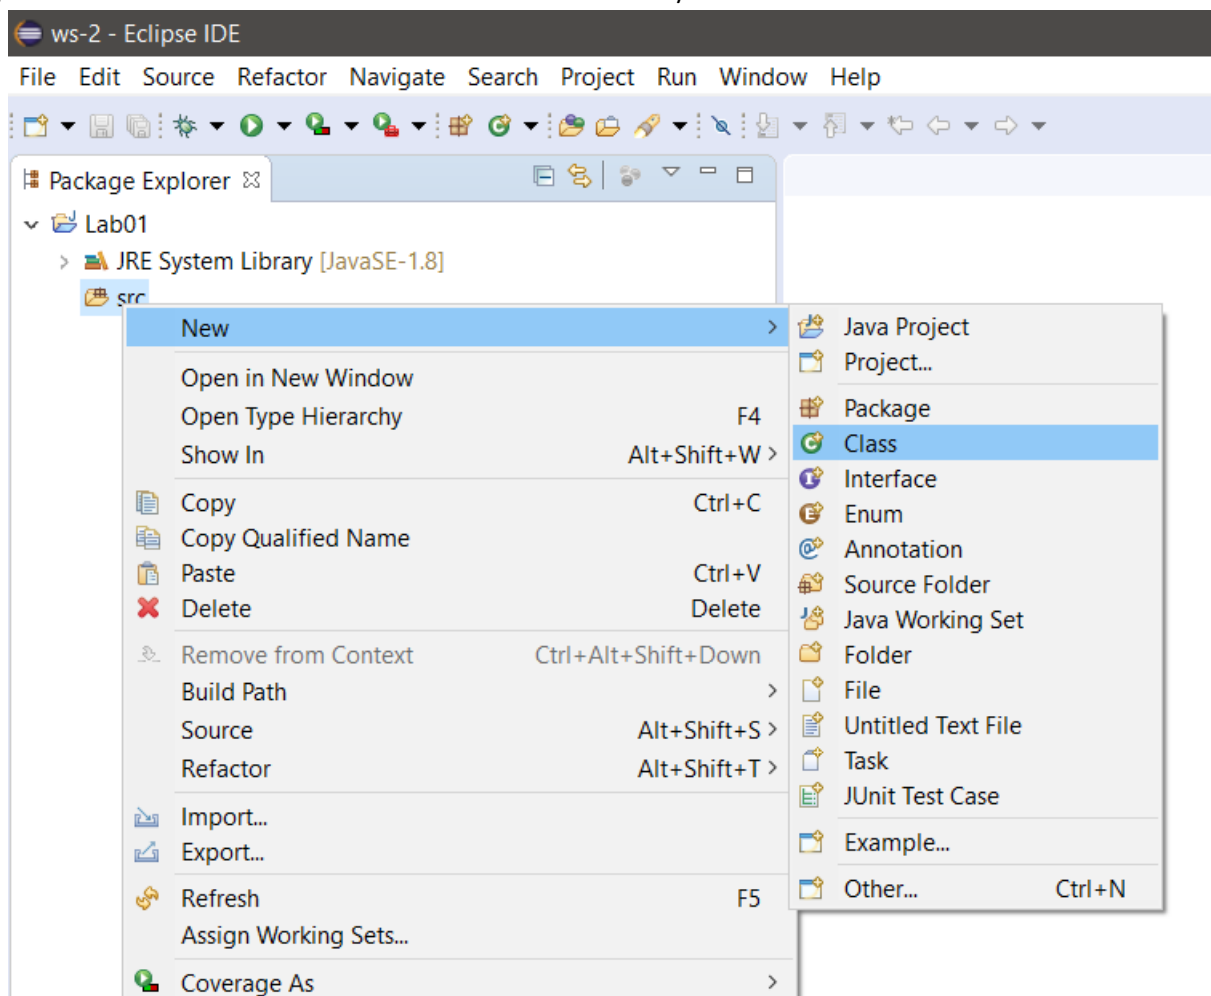 ws-2 - Eclipse IDE
File Edit Source Refactor Navigate Search Project Run Window Help
Package Explorer
Lab01
JRE System Library [JavaSE-1.8]
src
New
Open in New Window
Open Type Hierarchy F4
Show In Alt+Shift+W
Copy Ctrl+C
Copy Qualified Name
Paste Ctrl+V
Delete Delete
Remove from Context Ctrl+Alt+Shift+Down
Build Path
Source Alt+Shift+S
Refactor Alt+Shift+T
Import...
Export...
Refresh F5
Assign Working Sets...
Coverage As
Java Project
Project...
Package
Class
Interface
Enum
Annotation
Source Folder
Java Working Set
Folder
File
Untitled Text File
Task
JUnit Test Case
Example...
Other... Ctrl+N